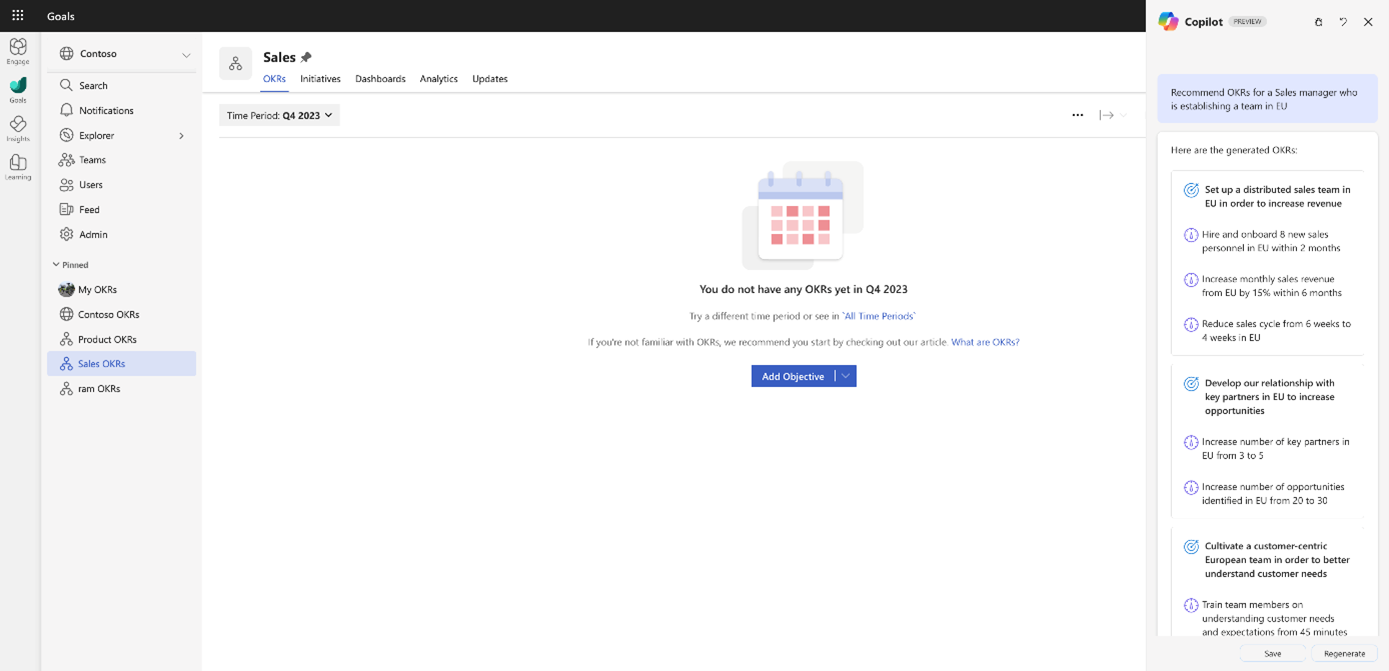 Goals
Copilot PREVIEW
Engage
Goals
Insights
Learning
Contoso
Search
Notifications
Explorer
Teams
Users
Feed
Admin
Pinned
My OKRs
Contoso OKRs
Product OKRs
Sales OKRs
ram OKRs
Sales
OKRs Initiatives Dashboards Analytics Updates
Time Period: Q4 2023
You do not have any OKRs yet in Q4 2023
Try a different time period or see in `All Time Periods`
If you're not familiar with OKRs, we recommend you start by checking out our article. What are OKRs?
Add Objective
Recommend OKRs for a Sales manager who
is establishing a team in EU
Here are the generated OKRs:
Set up a distributed sales team in
EU in order to increase revenue
Hire and onboard 8 new sales
personnel in EU within 2 months
Increase monthly sales revenue
from EU by 15% within 6 months
Reduce sales cycle from 6 weeks to
4 weeks in EU
Develop our relationship with
key partners in EU to increase
opportunities
Increase number of key partners in
EU from 3 to 5
Increase number of opportunities
identified in EU from 20 to 30
Cultivate a customer-centric
European team in order to better
understand customer needs
Train team members on
understanding customer needs
and expectations from 45 minutes
Save Regenerate